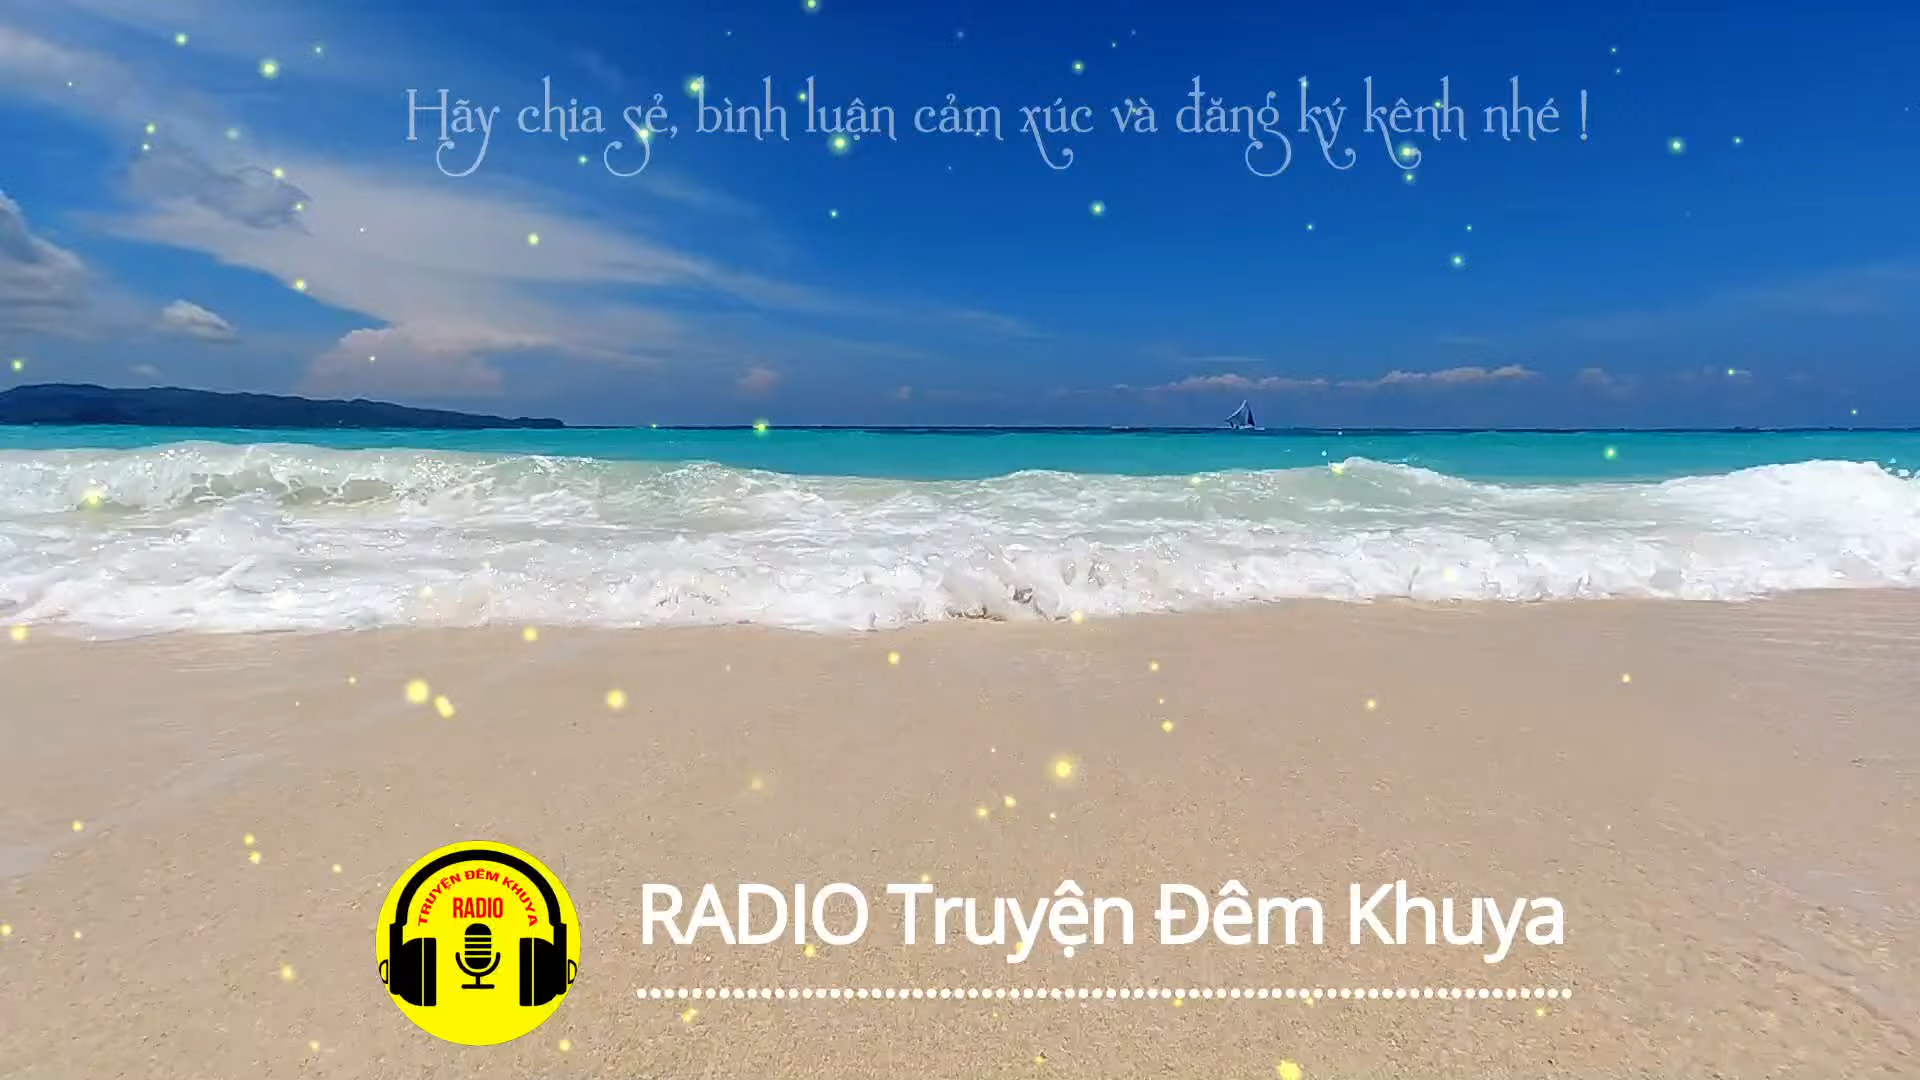 Hãy chia sẻ, bình luận cảm xúc và đăng ký kênh nhé !
TRUYỆN ĐÊM KHUYA
RADIO
RADIO Truyện Đêm Khuya